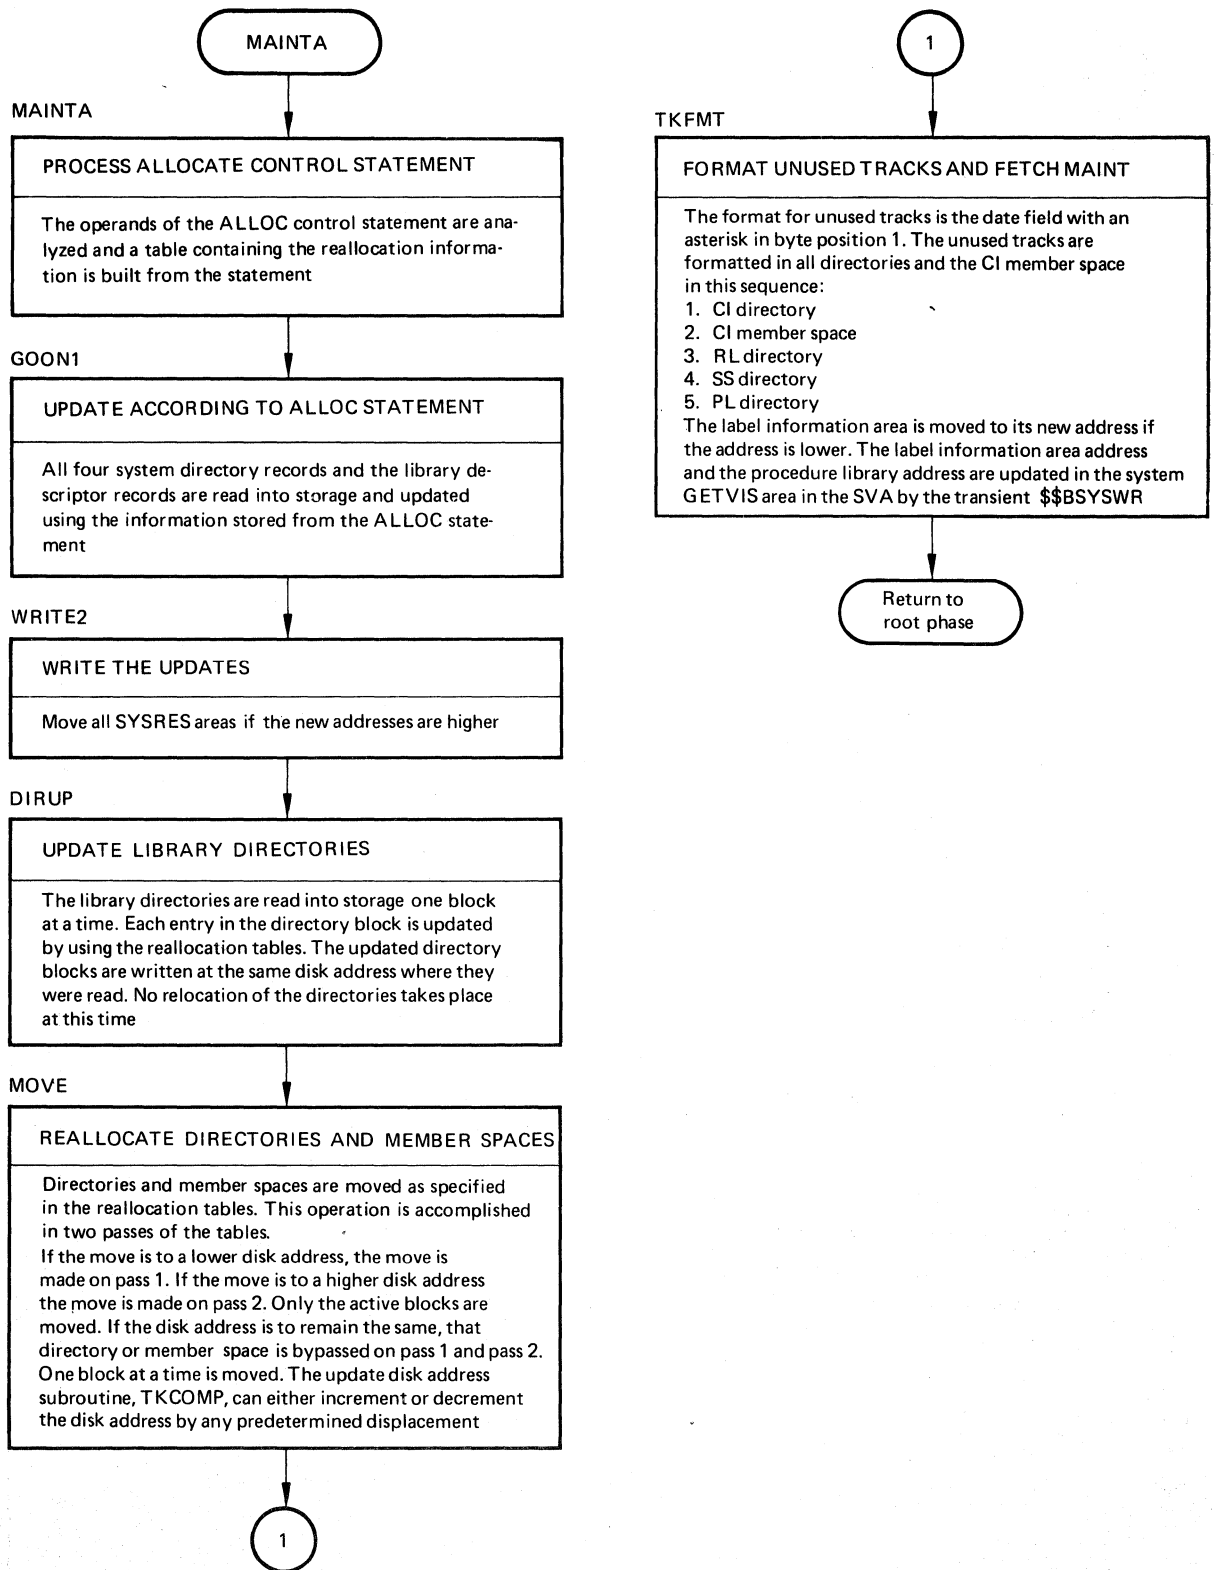 MAINTA
MAINTA
PROCESS ALLOCATE CONTROL STATEMENT
The operands of the ALLOC control statement are ana-
lyzed and a table containing the reallocation informa-
tion is built from the statement
GOON1
UPDATE ACCORDING TO ALLOC STATEMENT
All four system directory records and the library de-
scriptor records are read into storage and updated
using the information stored from the ALLOC state-
ment
WRITE2
WRITE THE UPDATES
Move all SYSRES areas if the new addresses are higher
DIRUP
UPDATE LIBRARY DIRECTORIES
The library directories are read into storage one block
at a time. Each entry in the directory block is updated
by using the reallocation tables. The updated directory
blocks are written at the same disk address where they
were read. No relocation of the directories takes place
at this time
MOVE
REALLOCATE DIRECTORIES AND MEMBER SPACES
Directories and member spaces are moved as specified
in the reallocation tables. This operation is accomplished
in two passes of the tables.
If the move is to a lower disk address, the move is
made on pass 1. If the move is to a higher disk address
the move is made on pass 2. Only the active blocks are
moved. If the disk address is to remain the same, that
directory or member space is bypassed on pass 1 and pass 2.
One block at a time is moved. The update disk address
subroutine, TKCOMP, can either increment or decrement
the disk address by any predetermined displacement
1
1
TKFMT
FORMAT UNUSED TRACKS AND FETCH MAINT
The format for unused tracks is the date field with an
asterisk in byte position 1. The unused tracks are
formatted in all directories and the CI member space
in this sequence:
1. CI directory
2. CI member space
3. RL directory
4. SS directory
5. PL directory
The label information area is moved to its new address if
the address is lower. The label information area address
and the procedure library address are updated in the system
GETVIS area in the SVA by the transient $$BSYSWR
Return to
root phase